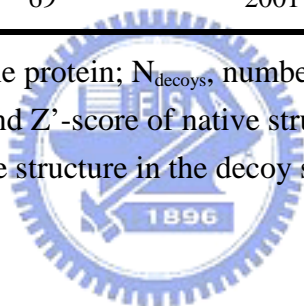 69 2001
e protein; Ndecoys, numbe
nd Z’-score of native stru
e structure in the decoy s
1896